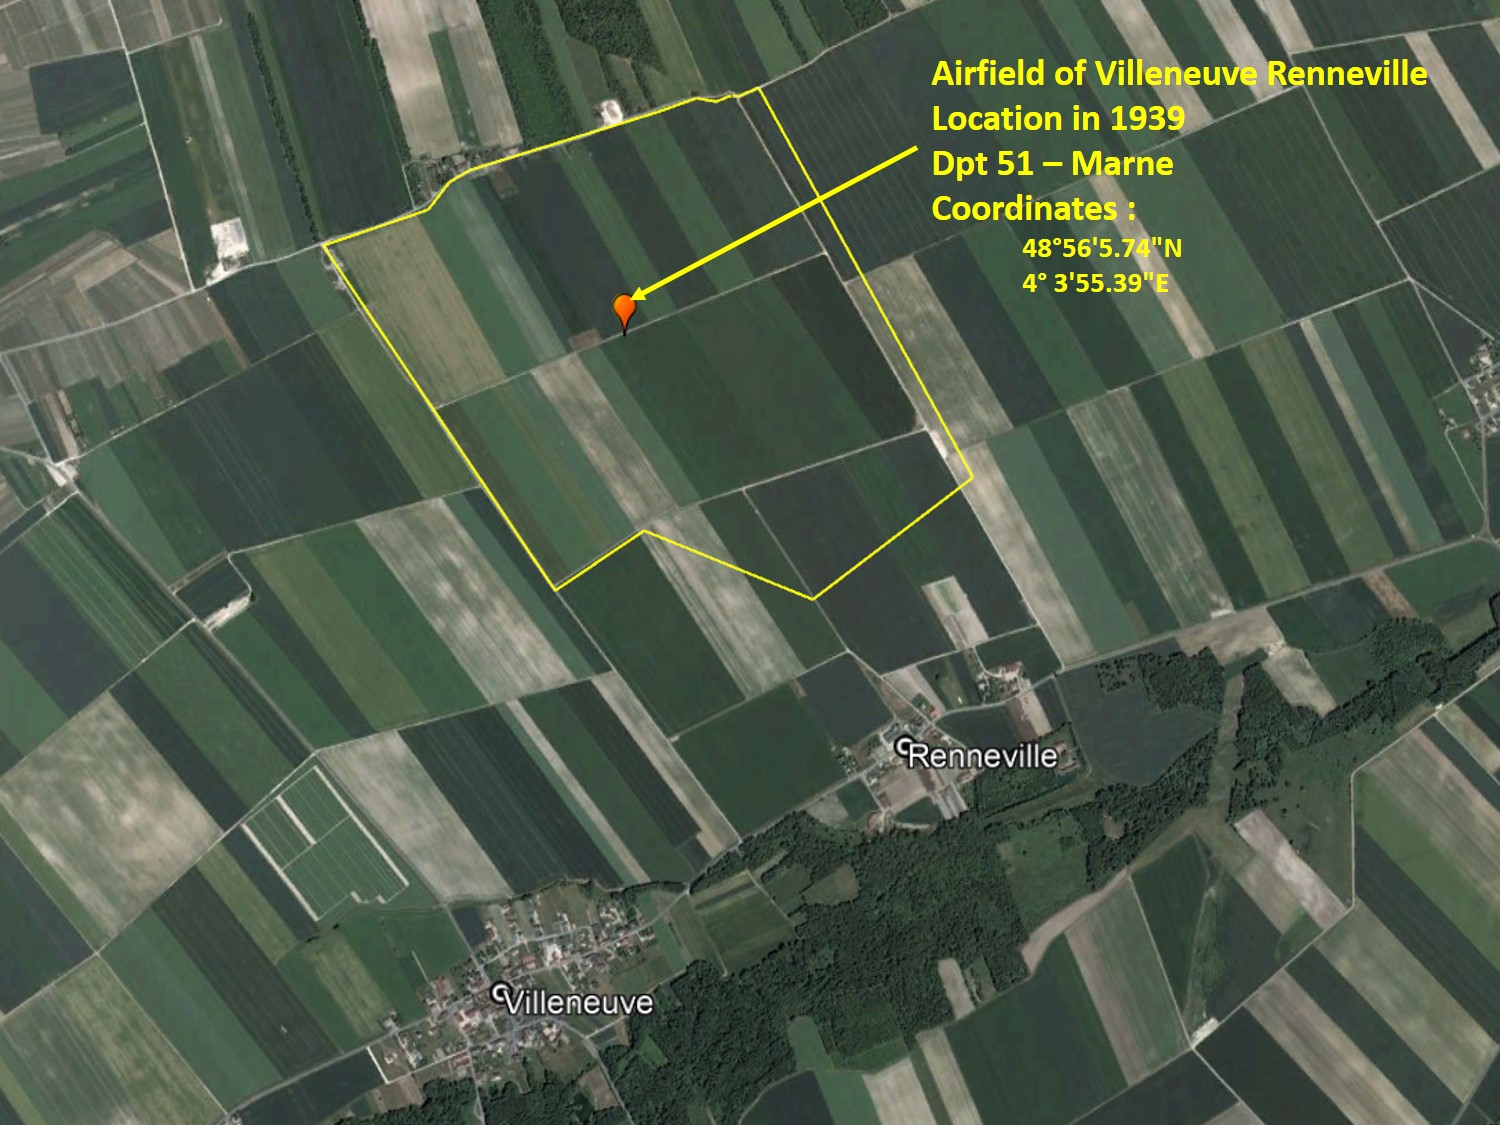 Airfield of Villeneuve Renneville
Location in 1939
Dpt 51 – Marne
Coordinates :
48°56'5.74"N
4° 3'55.39"E
Renneville
Villeneuve